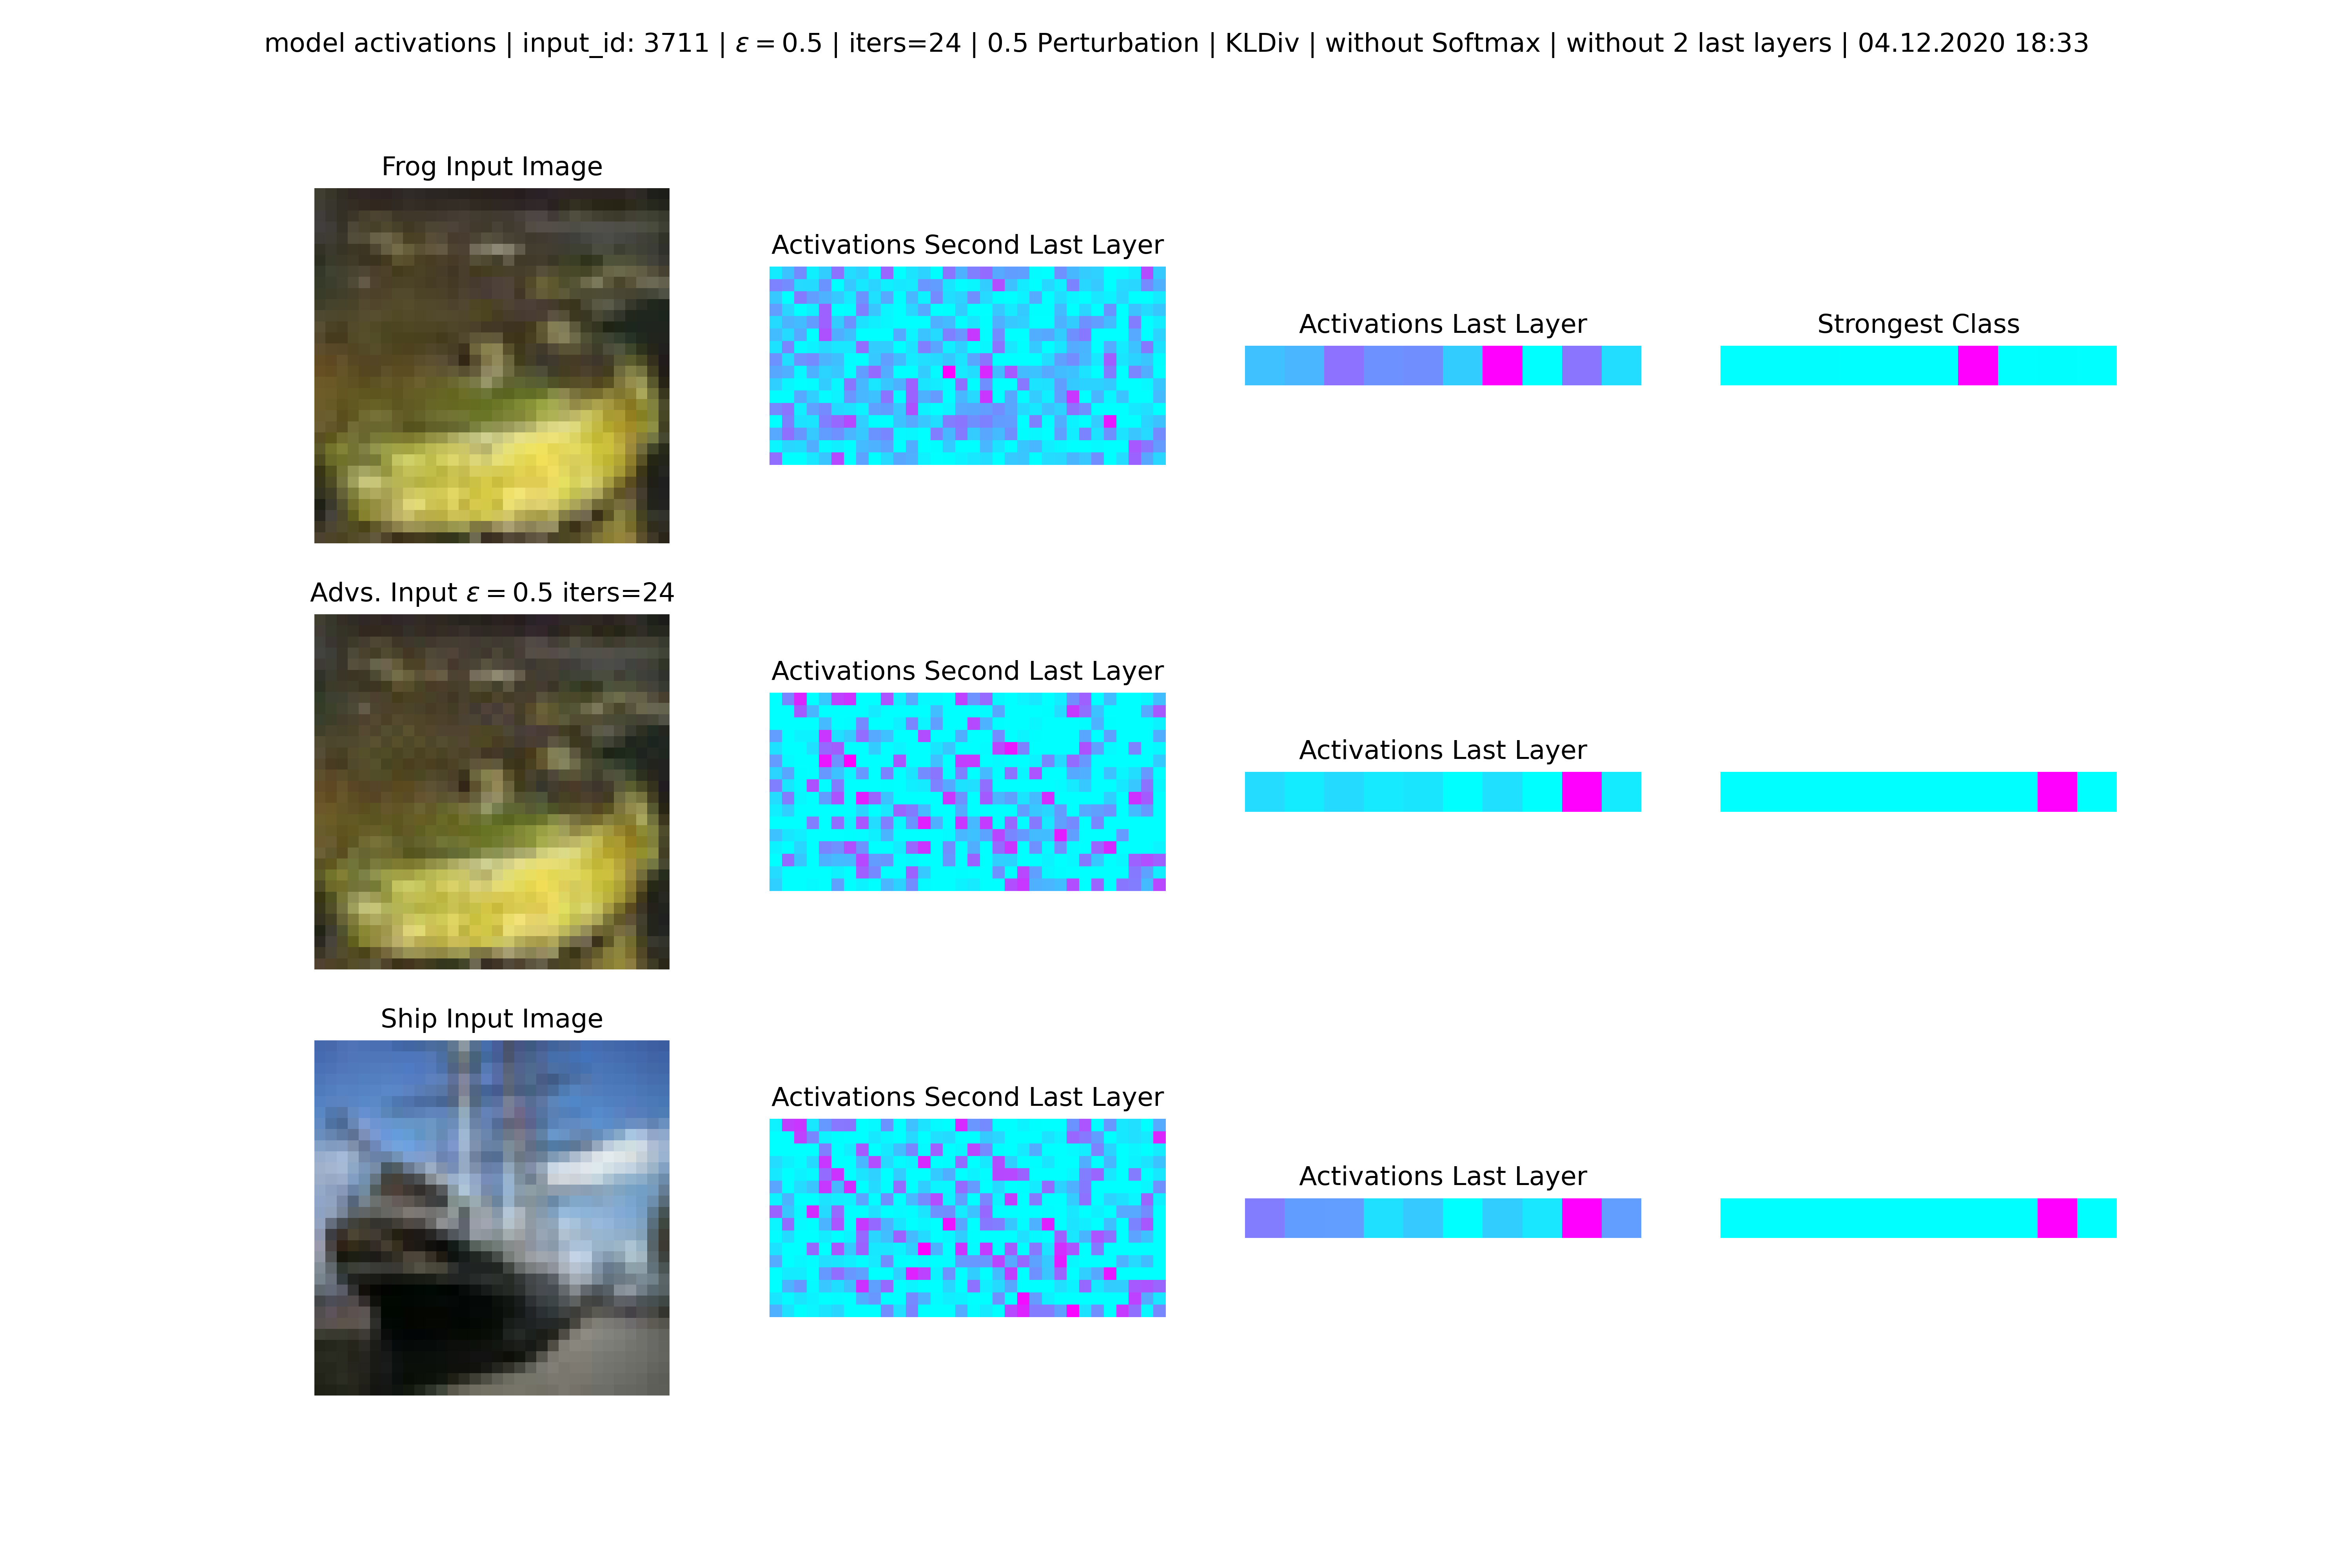 model activations | input_id: 3711 | ε = 0.5 | iters=24 | 0.5 Perturbation | KLDiv | without Softmax | without 2 last layers | 04.12.2020 18:33
Frog Input Image
Activations Second Last Layer
Activations Last Layer
Strongest Class
Advs. Input ε = 0.5 iters=24
Activations Second Last Layer
Activations Last Layer
Ship Input Image
Activations Second Last Layer
Activations Last Layer